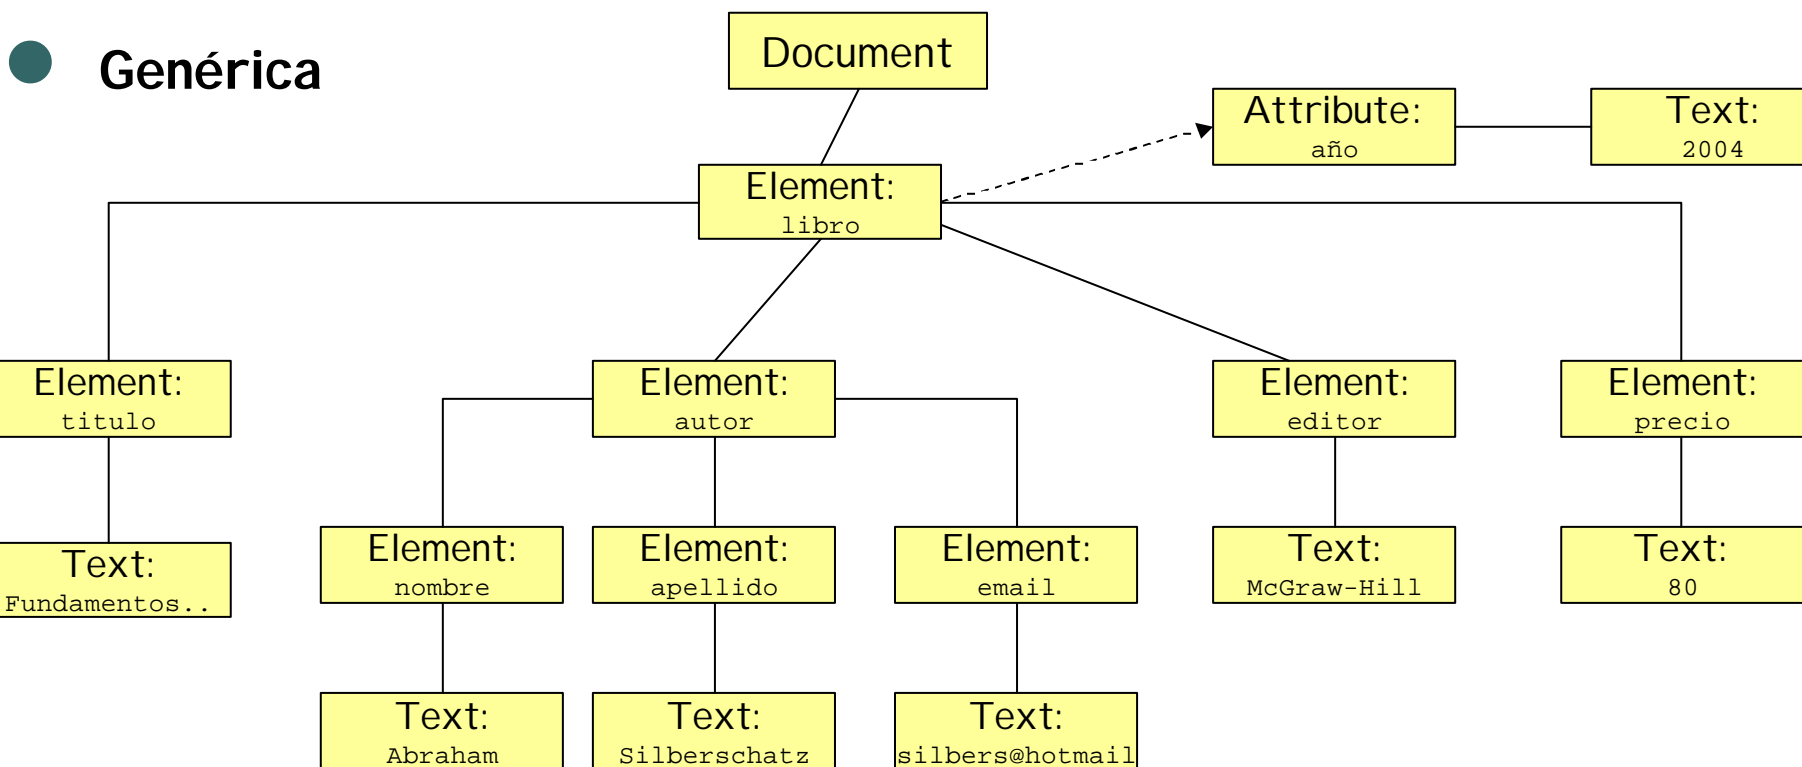 Genérica
Document
Attribute:
año
Text:
2004
Element:
libro
Element:
titulo
Element:
autor
Element:
editor
Element:
precio
Text:
Fundamentos..
Element:
nombre
Element:
apellido
Element:
email
Text:
McGraw-Hill
Text:
80
Text:
Abraham
Text:
Silberschatz
Text:
silbers@hotmail